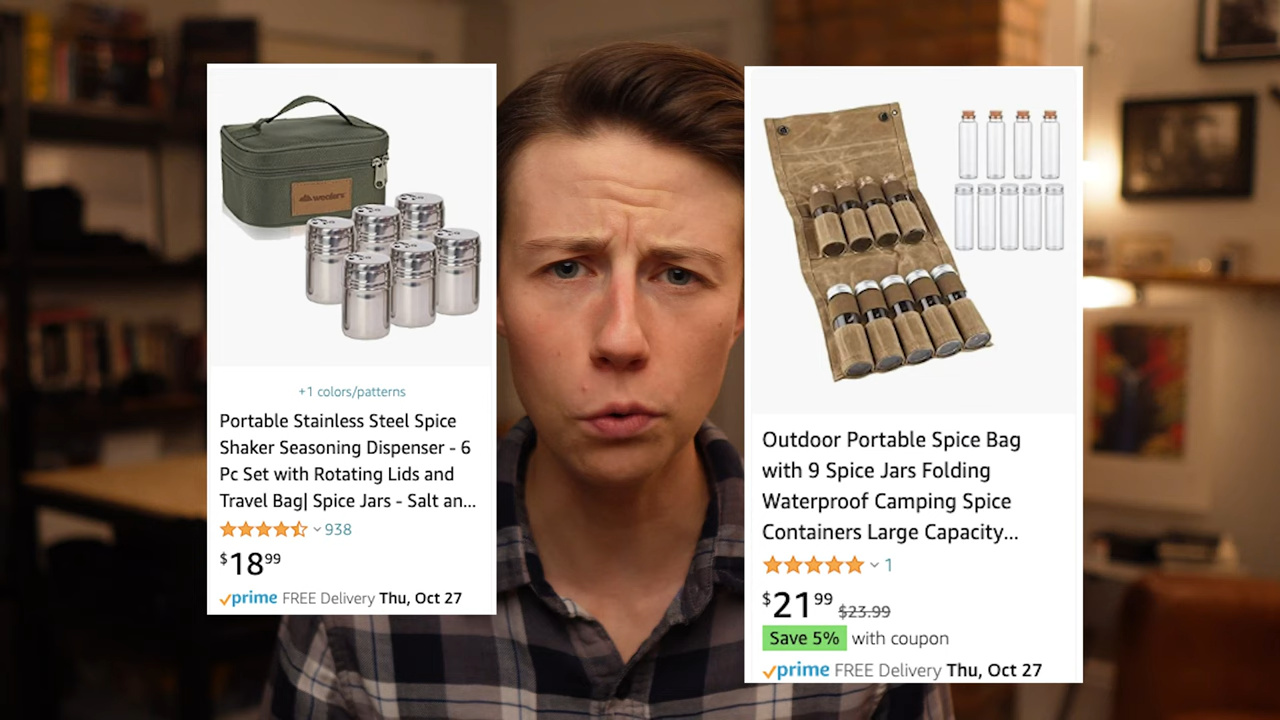 weelars
+1 colors/patterns
Portable Stainless Steel Spice
Shaker Seasoning Dispenser - 6
Pc Set with Rotating Lids and
Travel Bag| Spice Jars - Salt an...
938
$18.99
prime FREE Delivery Thu, Oct 27
Outdoor Portable Spice Bag
with 9 Spice Jars Folding
Waterproof Camping Spice
Containers Large Capacity...
1
$21.99 $23.99
Save 5% with coupon
prime FREE Delivery Thu, Oct 27